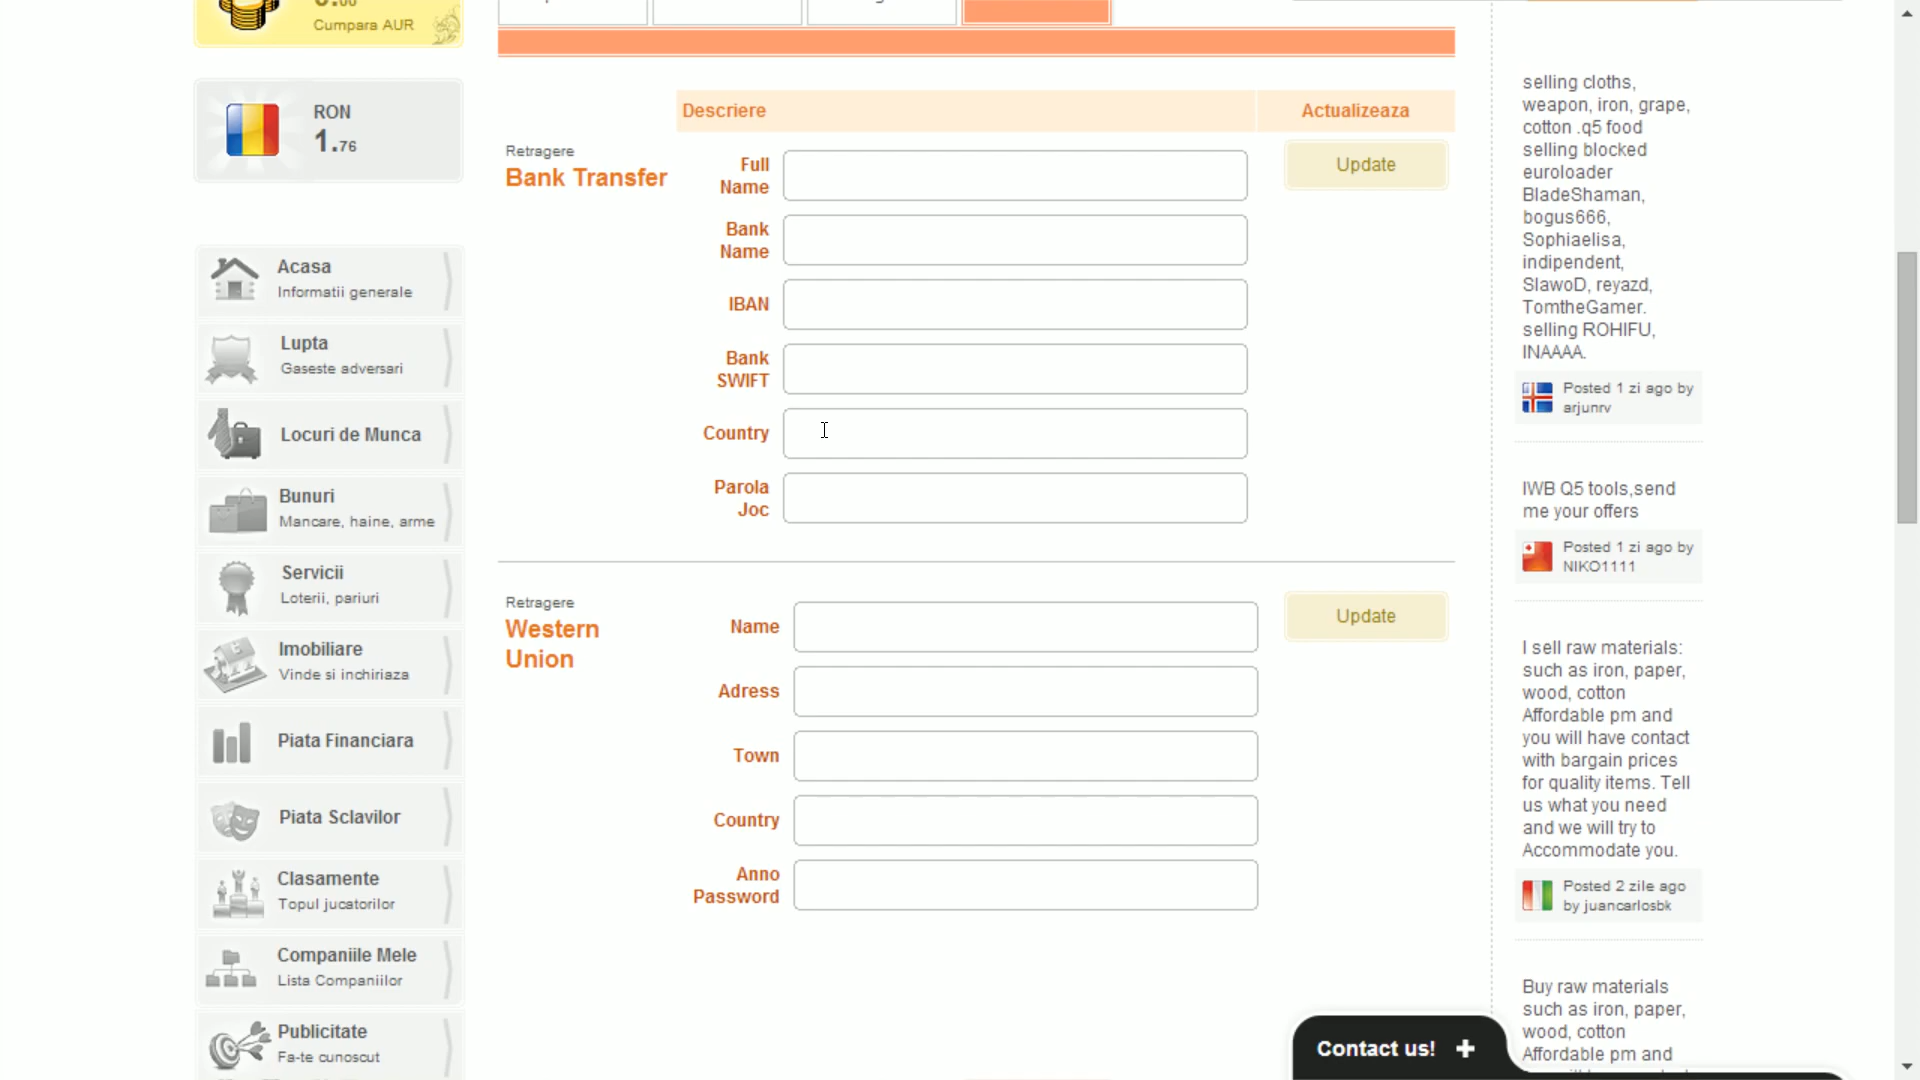 Cumpara AUR
RON
1.76
Acasa
Informatii generale
Lupta
Gaseste adversari
Locuri de Munca
Bunuri
Mancare, haine, arme
Servicii
Loterii, pariuri
Imobiliare
Vinde si inchiriaza
Piata Financiara
Piata Sclavilor
Clasamente
Topul jucatorilor
Companiile Mele
Lista Companiilor
Publicitate
Fa-te cunoscut
Descriere
Actualizeaza
Retragere
Bank Transfer
Full
Name
Update
Bank
Name
IBAN
Bank
SWIFT
Country
Parola
Joc
Retragere
Western
Union
Name
Update
Adress
Town
Country
Anno
Password
selling cloths,
weapon, iron, grape,
cotton .q5 food
selling blocked
euroloader
BladeShaman,
bogus666,
Sophiaelisa,
indipendent,
SlawoD, reyazd,
TomtheGamer.
selling ROHIFU,
INAAAA.
Posted 1 zi ago by
arjunrv
IWB Q5 tools,send
me your offers
Posted 1 zi ago by
NIKO1111
I sell raw materials:
such as iron, paper,
wood, cotton
Affordable pm and
you will have contact
with bargain prices
for quality items. Tell
us what you need
and we will try to
Accommodate you.
Posted 2 zile ago
by juancarlosbk
Buy raw materials
such as iron, paper,
wood, cotton
Affordable pm and
Contact us! +